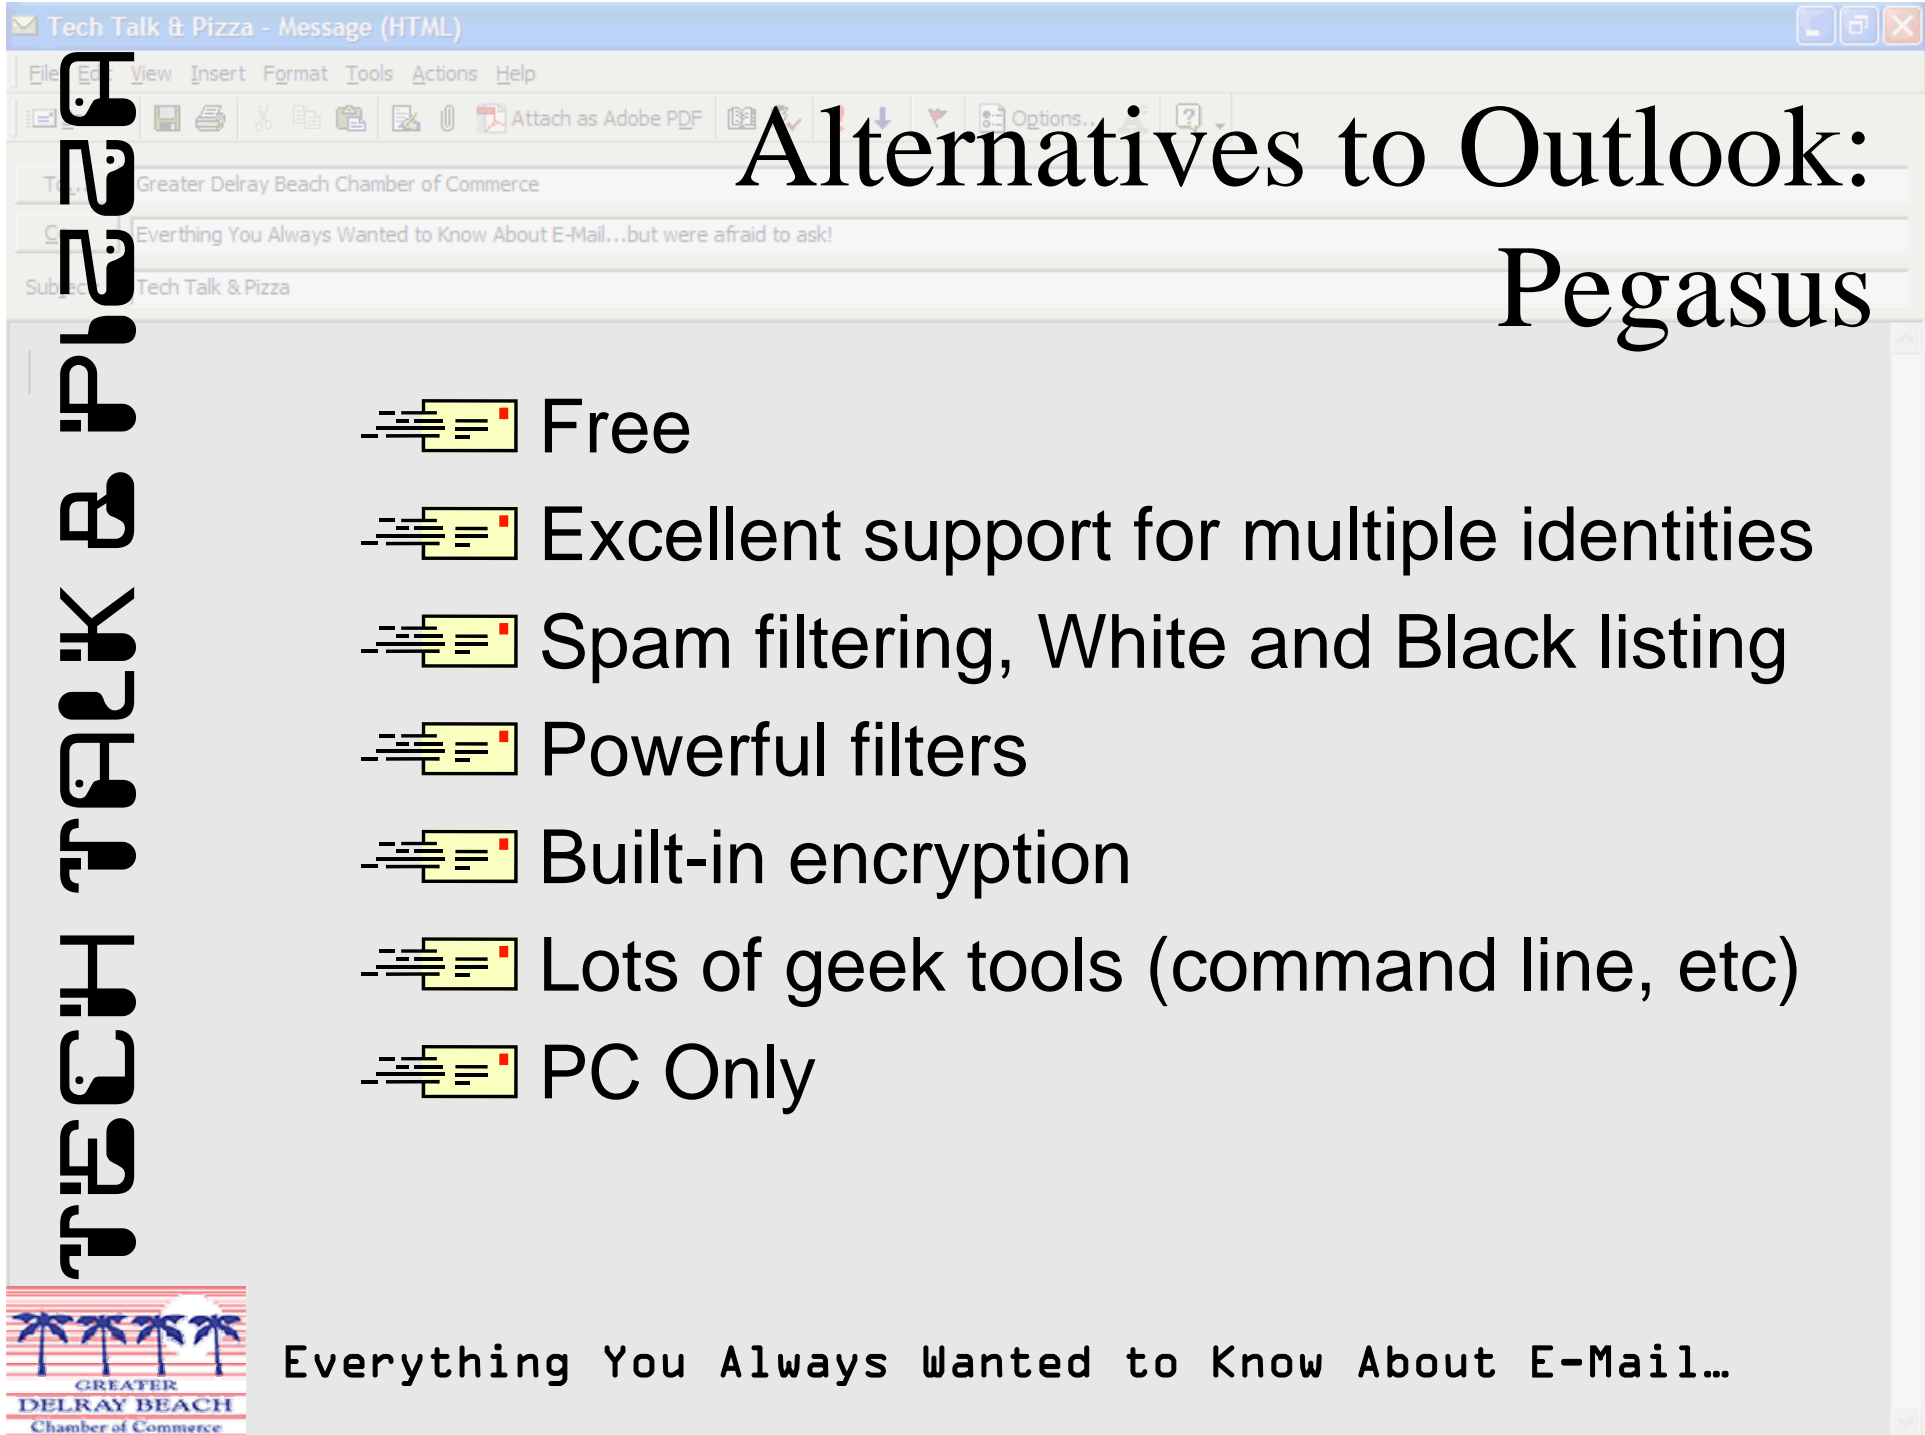 Tech Talk & Pizza - Message (HTML)
File Edit View Insert Format Tools Actions Help
Attach as Adobe PDF Options...
To... Greater Delray Beach Chamber of Commerce
Everthing You Always Wanted to Know About E-Mail...but were afraid to ask!
Subject: Tech Talk & Pizza
Alternatives to Outlook:
Pegasus
TECH TALK & PIZZA
Free
Excellent support for multiple identities
Spam filtering, White and Black listing
Powerful filters
Built-in encryption
Lots of geek tools (command line, etc)
PC Only
GREATER
DELRAY BEACH
Chamber of Commerce
Everything You Always Wanted to Know About E-Mail…